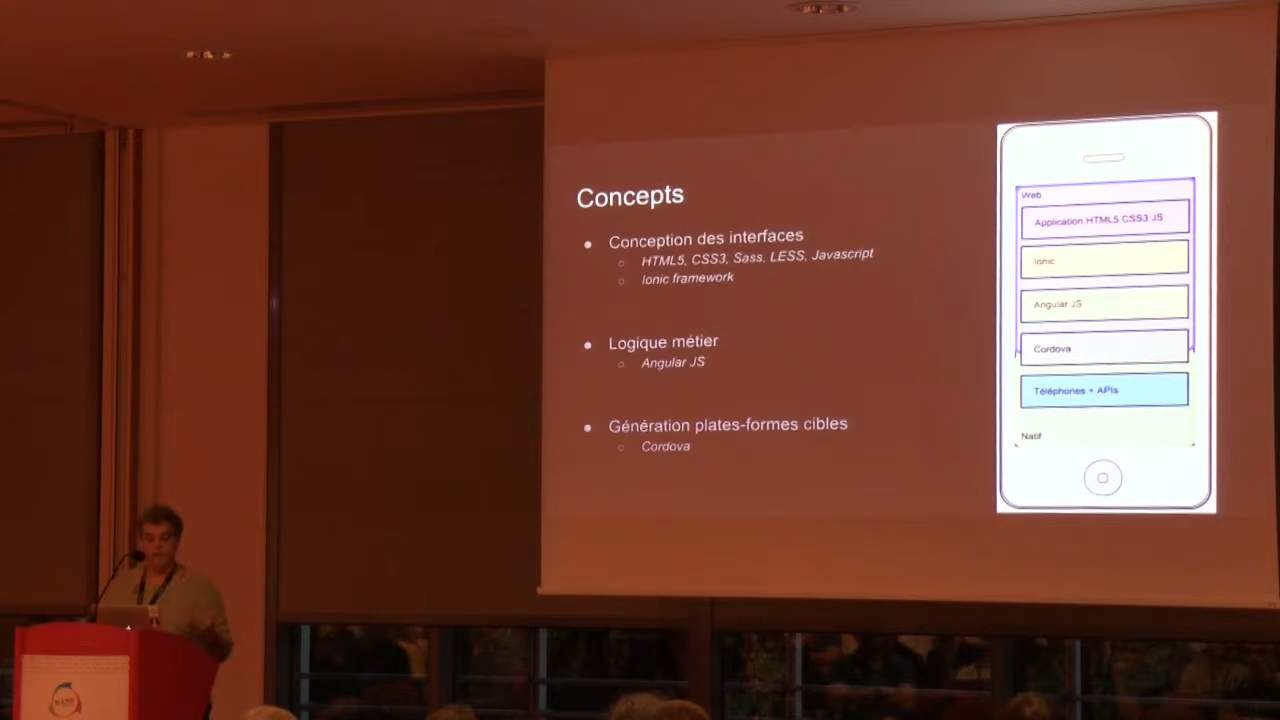 Concepts
● Conception des interfaces
○ HTML5, CSS3, Sass, LESS, Javascript
○ Ionic framework
● Logique métier
○ Angular JS
● Génération plates-formes cibles
○ Cordova
Web
Application HTML5 CSS3 JS
Ionic
Angular JS
Cordova
Téléphones + APIs
Natif